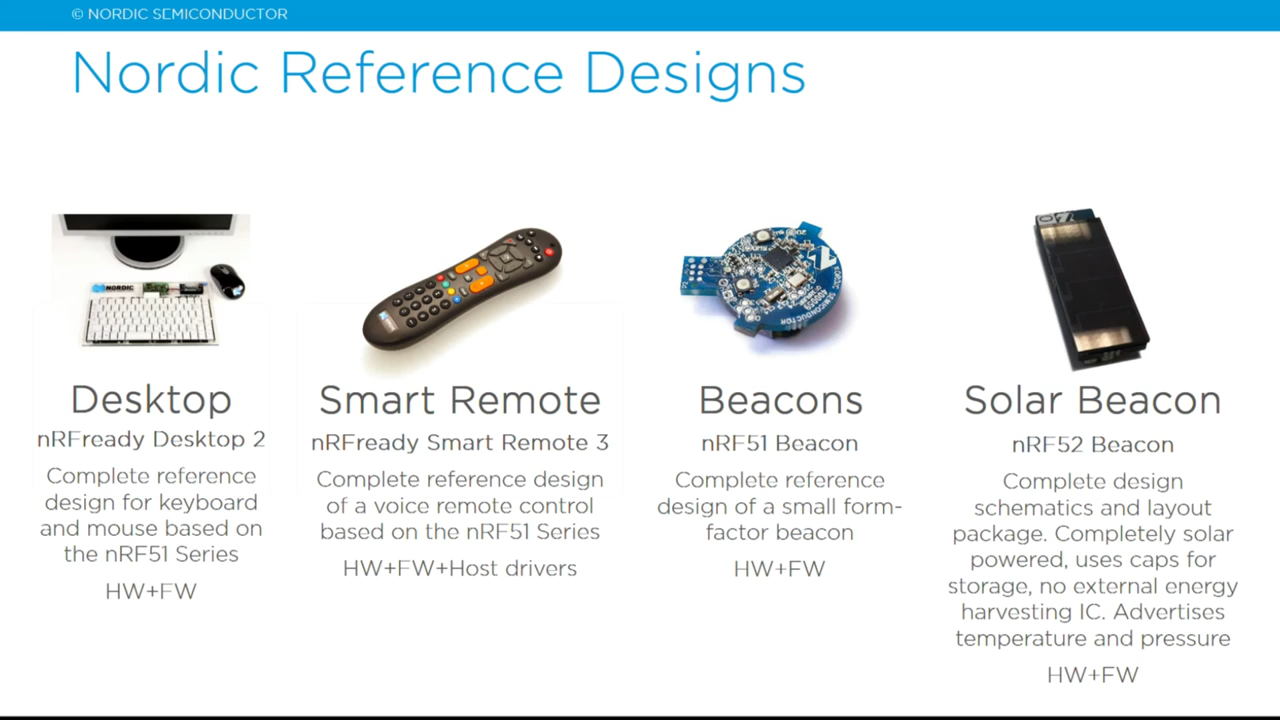 © NORDIC SEMICONDUCTOR
Nordic Reference Designs
NORDIC
Desktop
nRFready Desktop 2
Complete reference
design for keyboard
and mouse based on
the nRF51 Series
HW+FW
Smart Remote
nRFready Smart Remote 3
Complete reference design
of a voice remote control
based on the nRF51 Series
HW+FW+Host drivers
NORDIC
SEMICONDUCTOR
Beacons
nRF51 Beacon
Complete reference
design of a small form-
factor beacon
HW+FW
Solar Beacon
nRF52 Beacon
Complete design
schematics and layout
package. Completely solar
powered, uses caps for
storage, no external energy
harvesting IC. Advertises
temperature and pressure
HW+FW